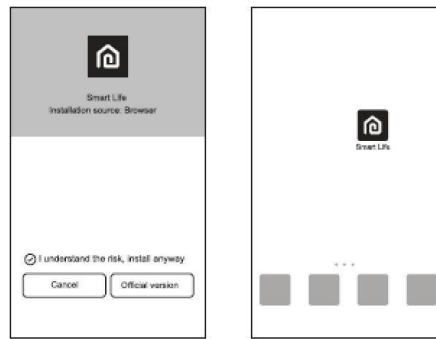 Smart Life
Installation source: Browser
I understand the risk, install anyway
Cancel
Official version
Smart Life